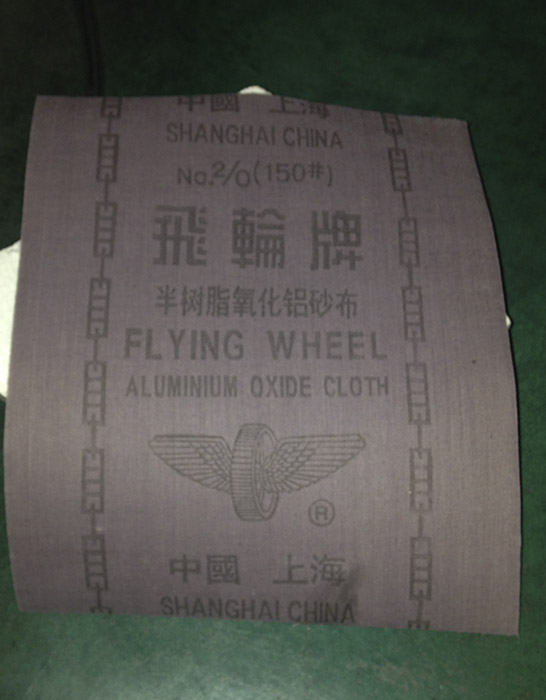 中國 上海
SHANGHAI CHINA
No.2/0(150#)
飛輪牌
半树脂氧化铝砂布
FLYING WHEEL
ALUMINIUM OXIDE CLOTH
®
中國 上海
SHANGHAI CHINA